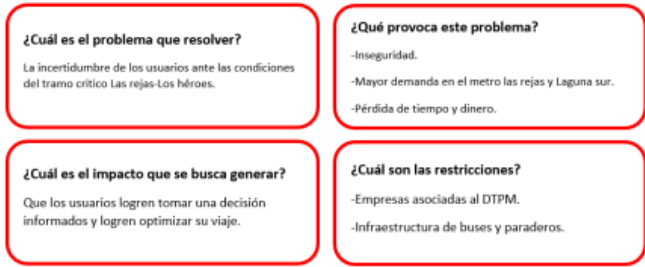 ¿Cuál es el problema que resolver?
La incertidumbre de los usuarios ante las condiciones
del tramo critico Las rejas-Los héroes.
¿Qué provoca este problema?
-Inseguridad.
-Mayor demanda en el metro las rejas y Laguna sur.
-Pérdida de tiempo y dinero.
¿Cuál es el impacto que se busca generar?
Que los usuarios logren tomar una decisión
informados y logren optimizar su viaje.
¿Cuál son las restricciones?
-Empresas asociadas al DTPM.
-Infraestructura de buses y paraderos.